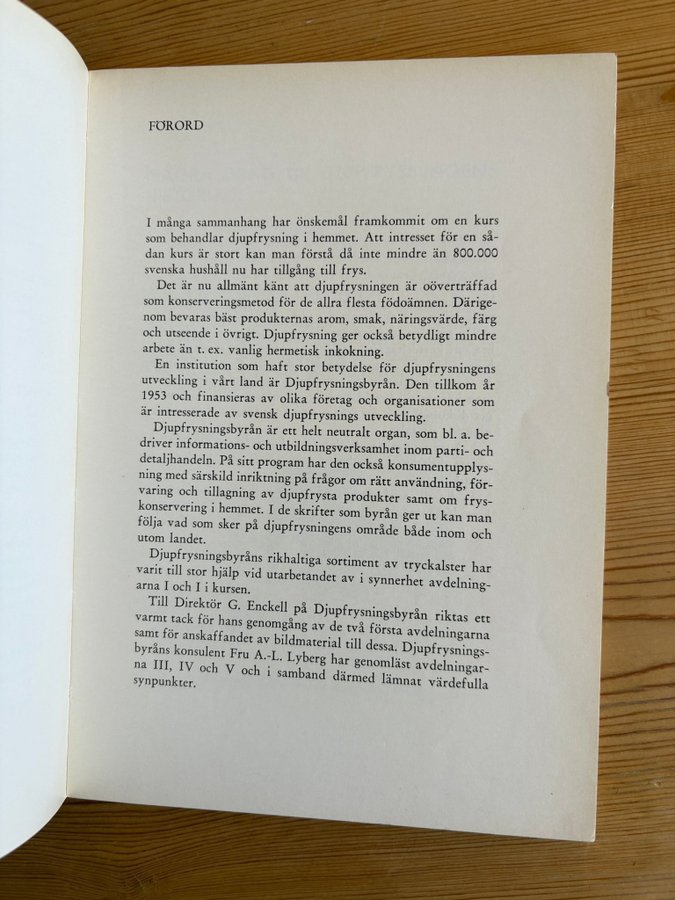 FÖRORD
I många sammanhang har önskemål framkommit om en kurs
som behandlar djupfrysning i hemmet. Att intresset för en så-
dan kurs är stort kan man förstå då inte mindre än 800.000
svenska hushåll nu har tillgång till frys.
Det är nu allmänt känt att djupfrysningen är oöverträffad
som konserveringsmetod för de allra flesta födoämnen. Därige-
nom bevaras bäst produkternas arom, smak, näringsvärde, färg
och utseende i övrigt. Djupfrysning ger också betydligt mindre
arbete än t. ex. vanlig hermetisk inkokning.
En institution som haft stor betydelse för djupfrysningens
utveckling i vårt land är Djupfrysningsbyrån. Den tillkom år
1953 och finansieras av olika företag och organisationer som
är intresserade av svensk djupfrysnings utveckling.
Djupfrysningsbyrån är ett helt neutralt organ, som bl. a. be-
driver informations- och utbildningsverksamhet inom parti- och
detaljhandeln. På sitt program har den också konsumentupplys-
ning med särskild inriktning på frågor om rätt användning, för-
varing och tillagning av djupfrysta produkter samt om frys-
konservering i hemmet. I de skrifter som byrån ger ut kan man
följa vad som sker på djupfrysningens område både inom och
utom landet.
Djupfrysningsbyråns rikhaltiga sortiment av tryckalster har
varit till stor hjälp vid utarbetandet av i synnerhet avdelning-
arna I och I i kursen.
Till Direktör G. Enckell på Djupfrysningsbyrån riktas ett
varmt tack för hans genomgång av de två första avdelningarna
samt för anskaffandet av bildmaterial till dessa. Djupfrysnings-
byråns konsulent Fru A.-L. Lyberg har genomläst avdelningar-
na III, IV och V och i samband därmed lämnat värdefulla
synpunkter.